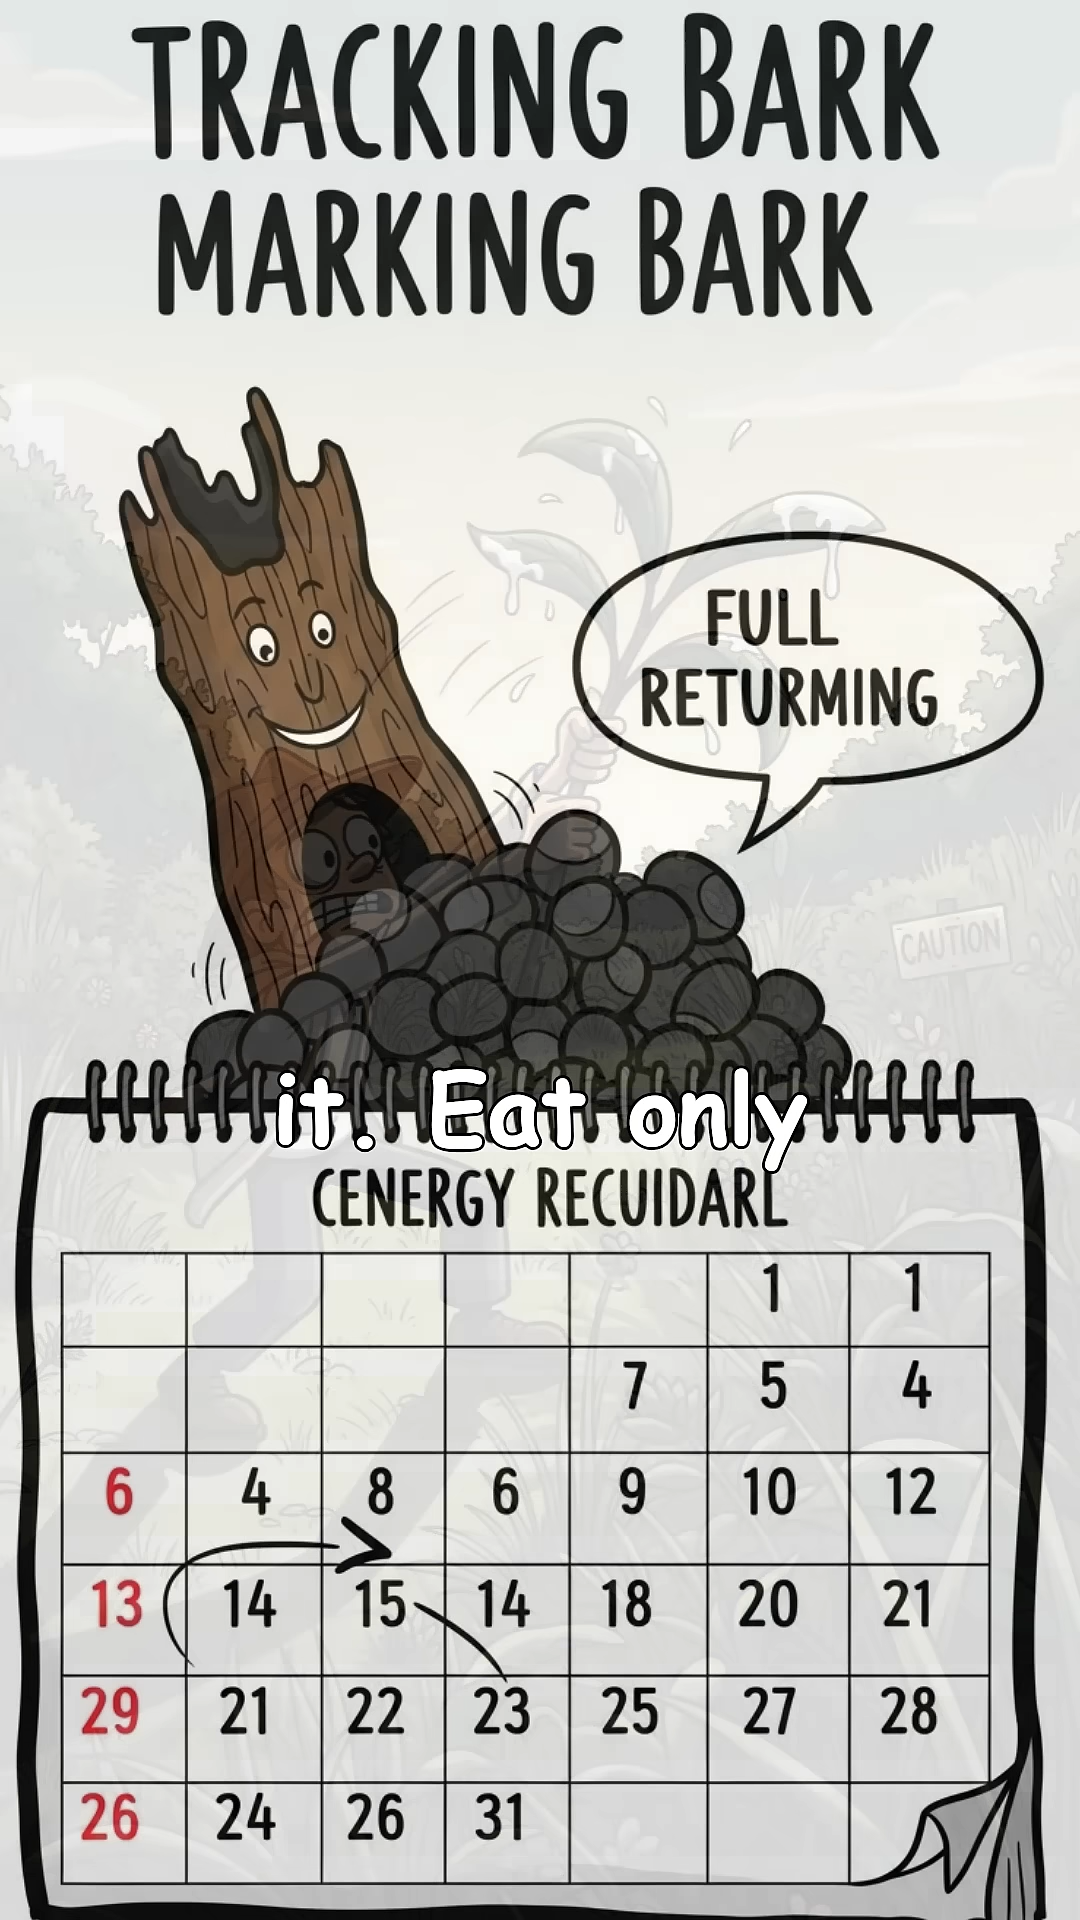 TRACKING BARK
MARKING BARK
FULL
RETURMING
CAUTION
it. Eat only
CENERGY RECUIDARL
1 1
7 5 4
6 4 8 6 9 10 12
13 14 15 14 18 20 21
29 21 22 23 25 27 28
26 24 26 31